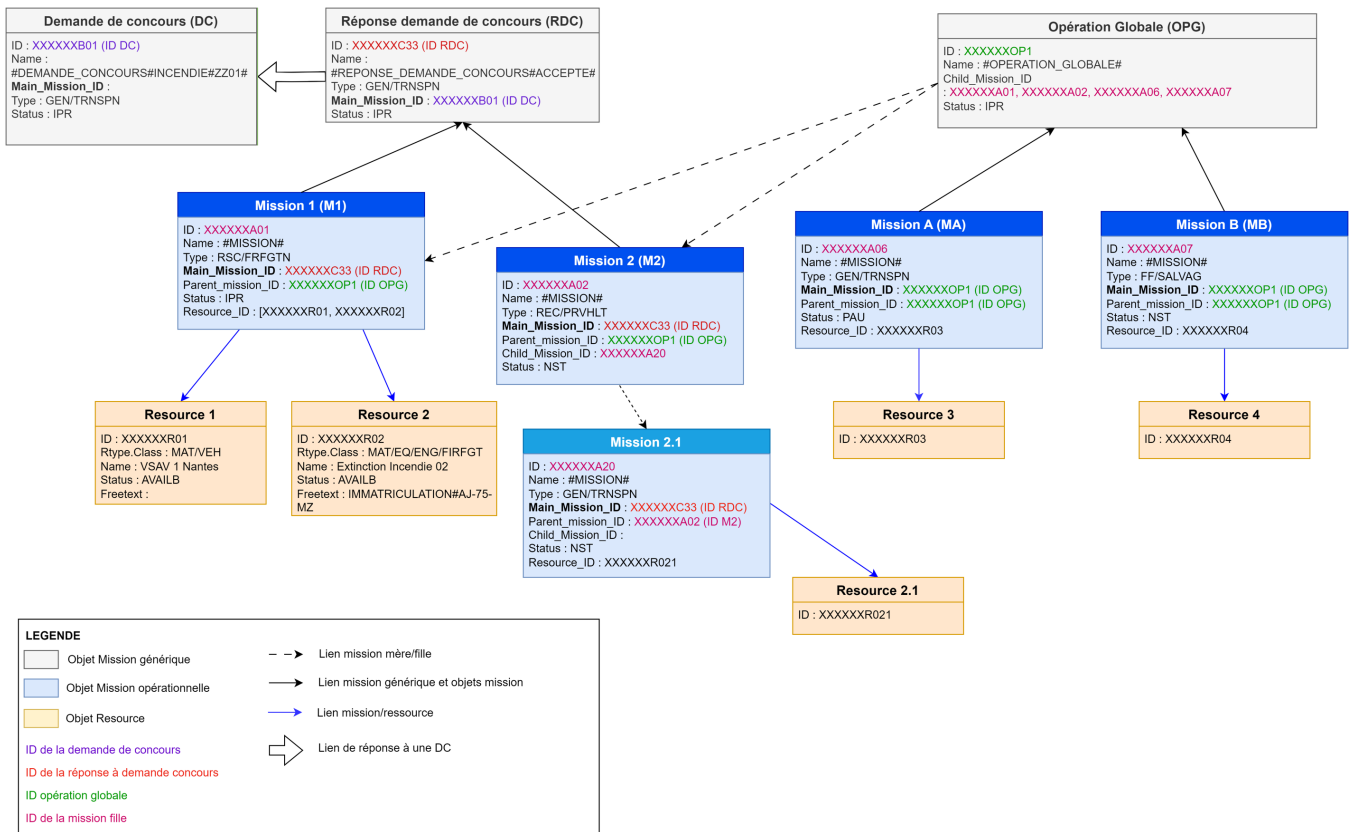 Demande de concours (DC)
ID : XXXXXXB01 (ID DC)
Name :
#DEMANDE_CONCOURS#INCENDIE#ZZ01#
Main_Mission_ID :
Type : GEN/TRNSPN
Status : IPR
Réponse demande de concours (RDC)
ID : XXXXXXC33 (ID RDC)
Name :
#REPONSE_DEMANDE_CONCOURS#ACCEPTE#
Type : GEN/TRNSPN
Main_Mission_ID : XXXXXXB01 (ID DC)
Status : IPR
Opération Globale (OPG)
ID : XXXXXXOP1
Name : #OPERATION_GLOBALE#
Child_Mission_ID
: XXXXXXA01, XXXXXXA02, XXXXXXA06, XXXXXXA07
Status : IPR
Mission 1 (M1)
ID : XXXXXXA01
Name : #MISSION#
Type : RSC/FRFGTN
Main_Mission_ID : XXXXXXC33 (ID RDC)
Parent_mission_ID : XXXXXXOP1 (ID OPG)
Status : IPR
Resource_ID : [XXXXXXR01, XXXXXXR02]
Mission 2 (M2)
ID : XXXXXXA02
Name : #MISSION#
Type : REC/PRVHLT
Main_Mission_ID : XXXXXXC33 (ID RDC)
Parent_mission_ID : XXXXXXOP1 (ID OPG)
Child_Mission_ID : XXXXXXA20
Status : NST
Mission A (MA)
ID : XXXXXXA06
Name : #MISSION#
Type : GEN/TRNSPN
Main_Mission_ID : XXXXXXOP1 (ID OPG)
Parent_mission_ID : XXXXXXOP1 (ID OPG)
Status : PAU
Resource_ID : XXXXXXR03
Mission B (MB)
ID : XXXXXXA07
Name : #MISSION#
Type : FF/SALVAG
Main_Mission_ID : XXXXXXOP1 (ID OPG)
Parent_mission_ID : XXXXXXOP1 (ID OPG)
Status : NST
Resource_ID : XXXXXXR04
Resource 1
ID : XXXXXXR01
Rtype.Class : MAT/VEH
Name : VSAV 1 Nantes
Status : AVAILB
Freetext :
Resource 2
ID : XXXXXXR02
Rtype.Class : MAT/EQ/ENG/FIRFGT
Name : Extinction Incendie 02
Status : AVAILB
Freetext : IMMATRICULATION#AJ-75-
MZ
Resource 3
ID : XXXXXXR03
Resource 4
ID : XXXXXXR04
Mission 2.1
ID : XXXXXXA20
Name : #MISSION#
Type : GEN/TRNSPN
Main_Mission_ID : XXXXXXC33 (ID RDC)
Parent_mission_ID : XXXXXXA02 (ID M2)
Child_Mission_ID :
Status : NST
Resource_ID : XXXXXXR021
Resource 2.1
ID : XXXXXXR021
LEGENDE
Objet Mission générique
Objet Mission opérationnelle
Objet Resource
ID de la demande de concours
ID de la réponse à demande concours
ID opération globale
ID de la mission fille
Lien mission mère/fille
Lien mission générique et objets mission
Lien mission/ressource
Lien de réponse à une DC